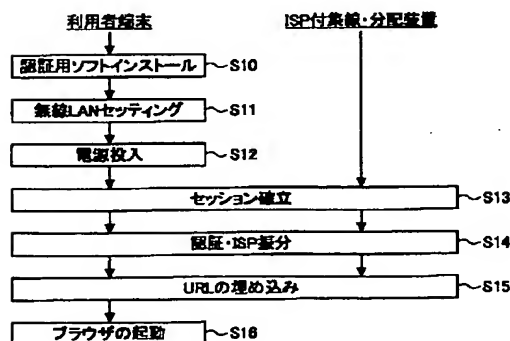 利用者端末
ISP付集線・分配装置
認証用ソフトインストール
S10
無線LANセッティング
S11
電源投入
S12
セッション確立
S13
認証・ISP振分
S14
URLの埋め込み
S15
ブラウザの起動
S16